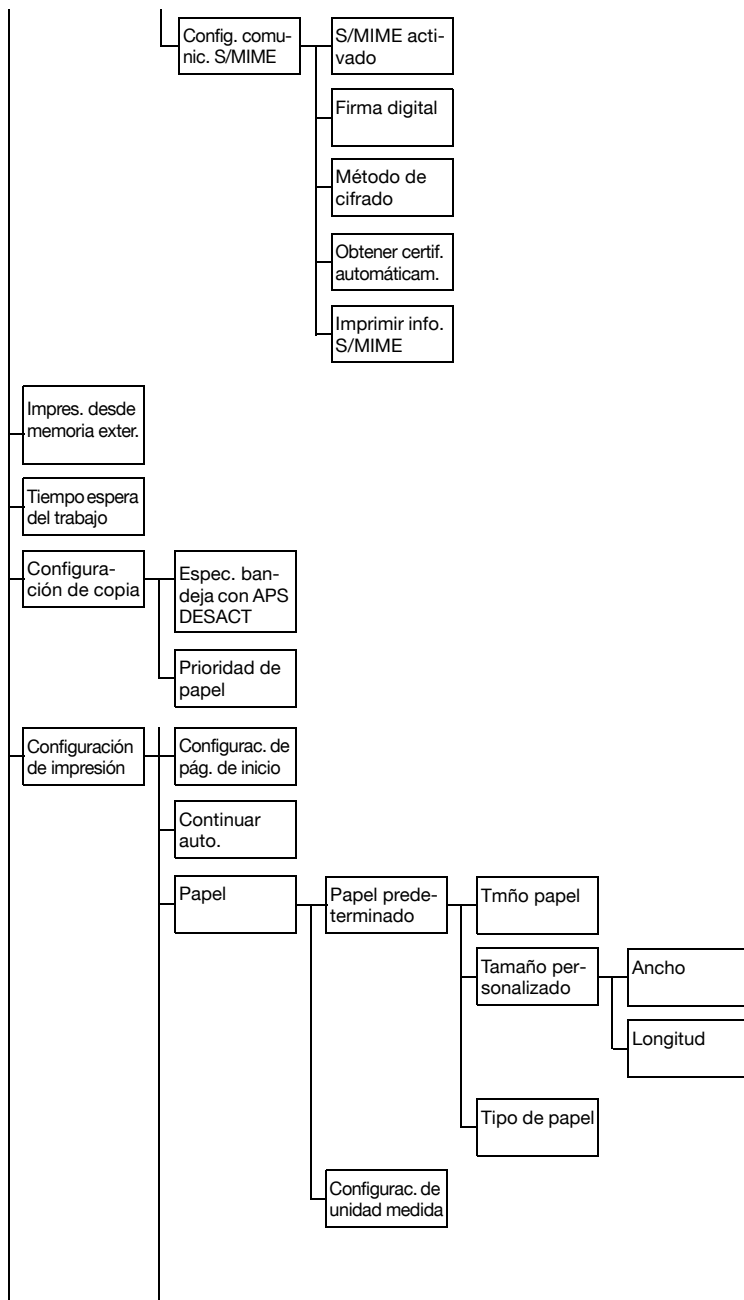 Config. comu-
nic. S/MIME
S/MIME acti-
vado
Firma digital
Método de
cifrado
Obtener certif.
automáticam.
Imprimir info.
S/MIME
Impres. desde
memoria exter.
Tiempo espera
del trabajo
Configura-
ción de copia
Espec. ban-
deja con APS
DESACT
Prioridad de
papel
Configuración
de impresión
Configurac. de
pág. de inicio
Continuar
auto.
Papel
Papel prede-
terminado
Tmño papel
Tamaño per-
sonalizado
Ancho
Longitud
Tipo de papel
Configurac. de
unidad medida